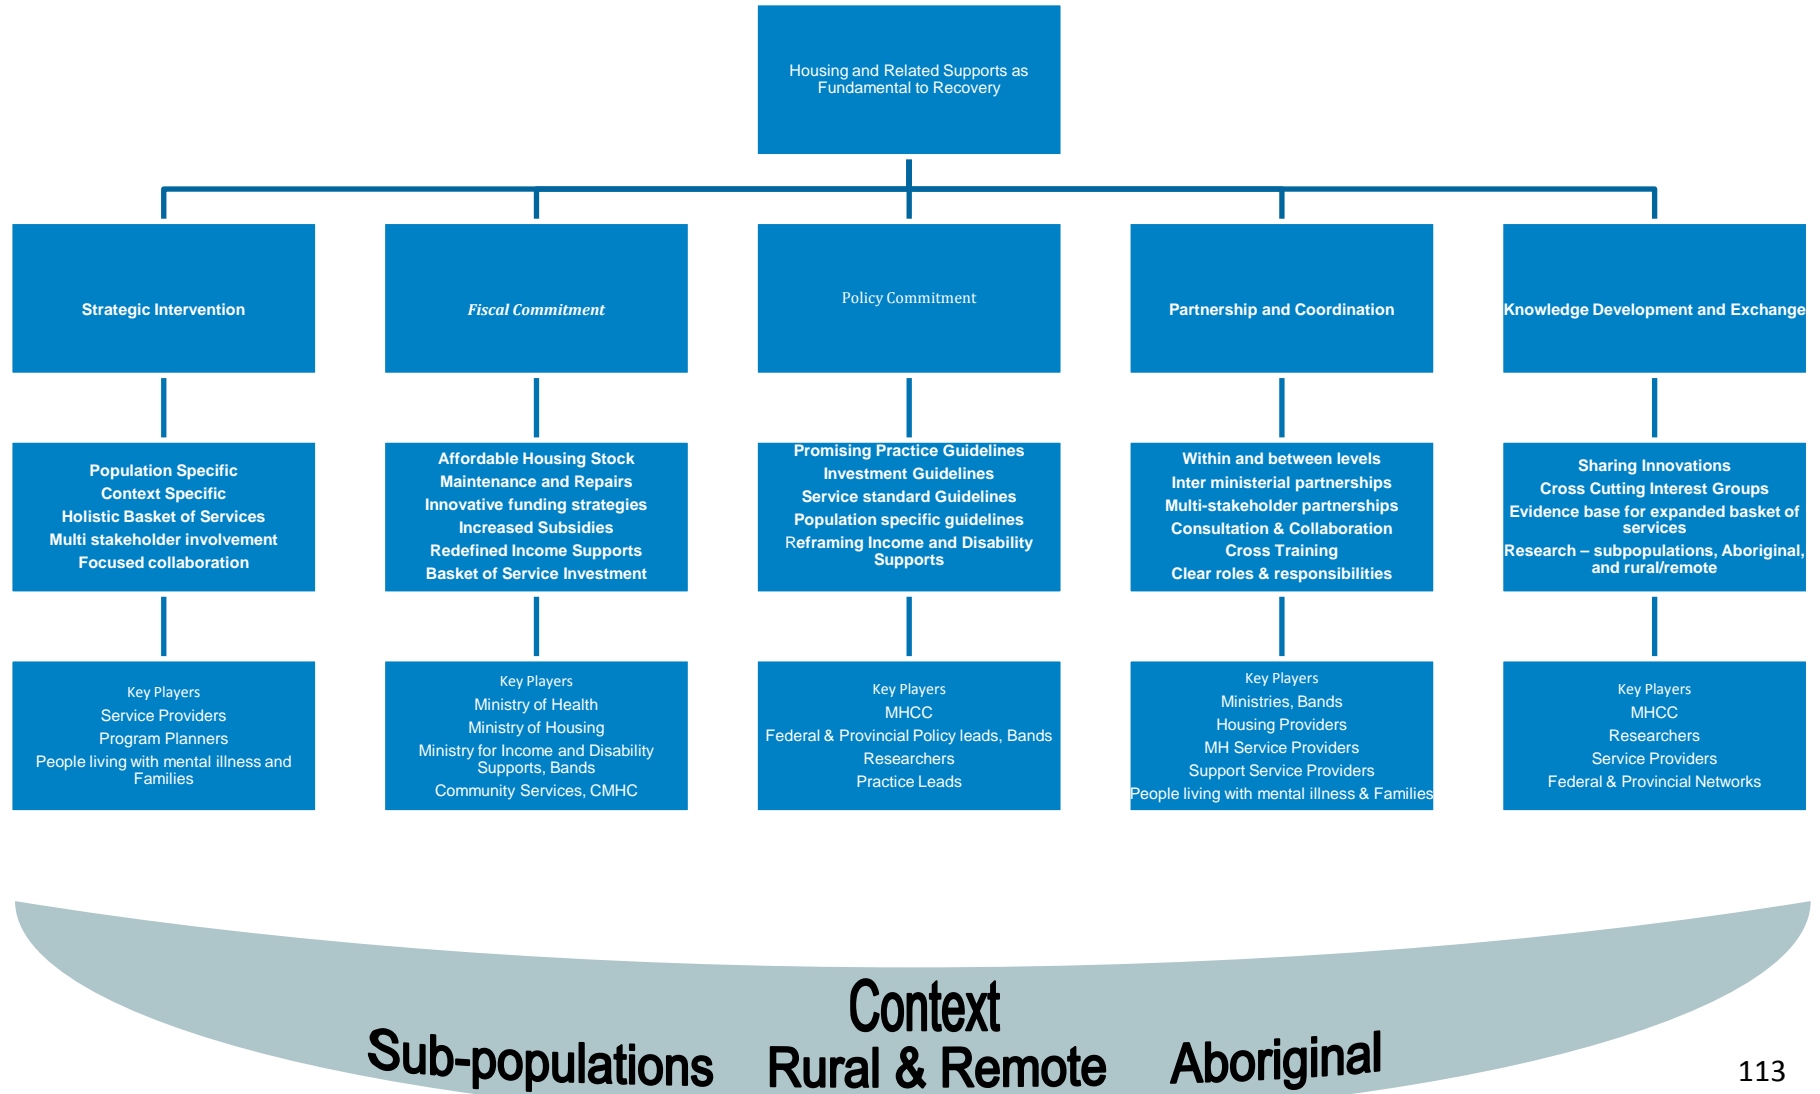 Housing and Related Supports as
Fundamental to Recovery
Strategic Intervention
Fiscal Commitment
Policy Commitment
Partnership and Coordination
Knowledge Development and Exchange
Population Specific
Context Specific
Holistic Basket of Services
Multi stakeholder involvement
Focused collaboration
Affordable Housing Stock
Maintenance and Repairs
Innovative funding strategies
Increased Subsidies
Redefined Income Supports
Basket of Service Investment
Promising Practice Guidelines
Investment Guidelines
Service standard Guidelines
Population specific guidelines
Reframing Income and Disability
Supports
Within and between levels
Inter ministerial partnerships
Multi-stakeholder partnerships
Consultation & Collaboration
Cross Training
Clear roles & responsibilities
Sharing Innovations
Cross Cutting Interest Groups
Evidence base for expanded basket of
services
Research – subpopulations, Aboriginal,
and rural/remote
Key Players
Service Providers
Program Planners
People living with mental illness and
Families
Key Players
Ministry of Health
Ministry of Housing
Ministry for Income and Disability
Supports, Bands
Community Services, CMHC
Key Players
MHCC
Federal & Provincial Policy leads, Bands
Researchers
Practice Leads
Key Players
Ministries, Bands
Housing Providers
MH Service Providers
Support Service Providers
People living with mental illness & Families
Key Players
MHCC
Researchers
Service Providers
Federal & Provincial Networks
Context
Sub-populations Rural & Remote Aboriginal
113